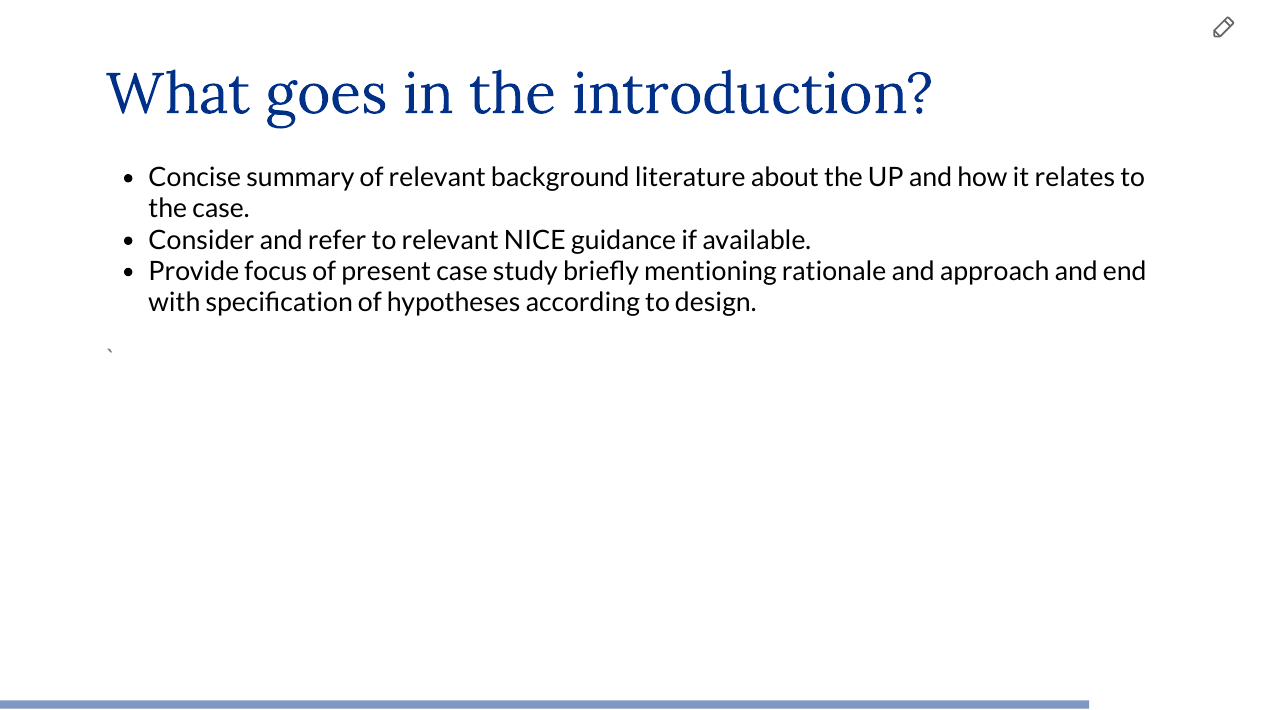 What goes in the introduction?
• Concise summary of relevant background literature about the UP and how it relates to
the case.
• Consider and refer to relevant NICE guidance if available.
• Provide focus of present case study briefly mentioning rationale and approach and end
with specification of hypotheses according to design.
`